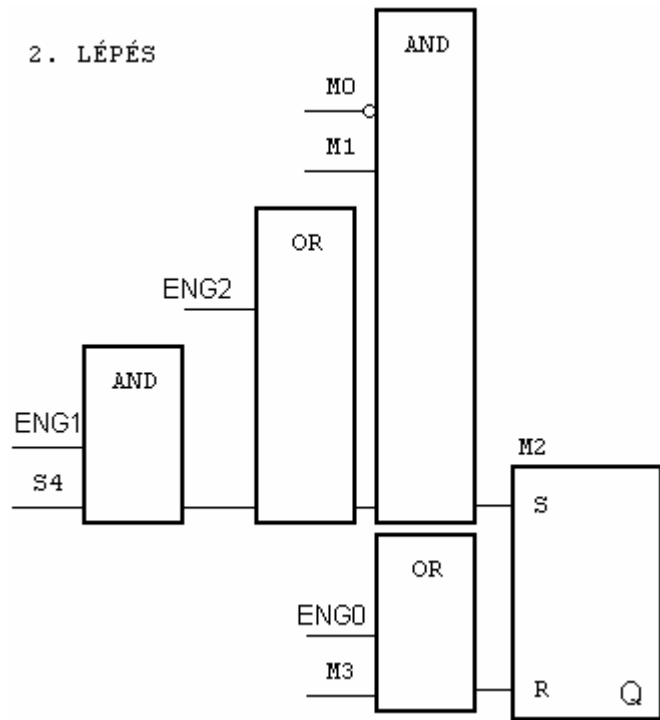 2. LÉPÉS
AND
M0
M1
OR
ENG2
AND
ENG1
S4
M2
S
OR
ENG0
M3
R
Q